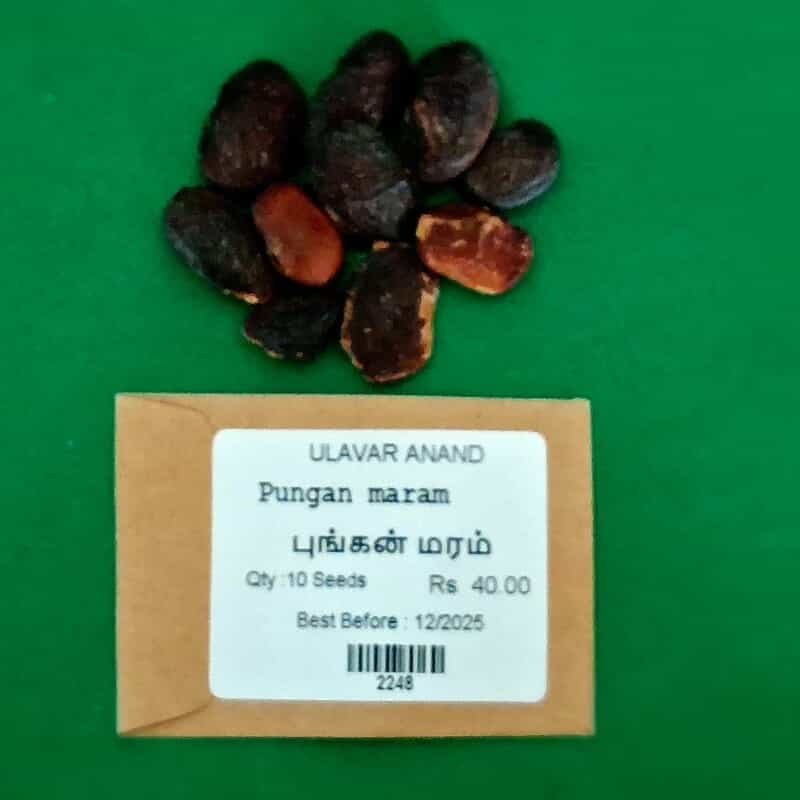 ULAVAR ANAND
Pungan maram
புங்கன் மரம்
Qty :10 Seeds Rs 40.00
Best Before : 12/2025
2248